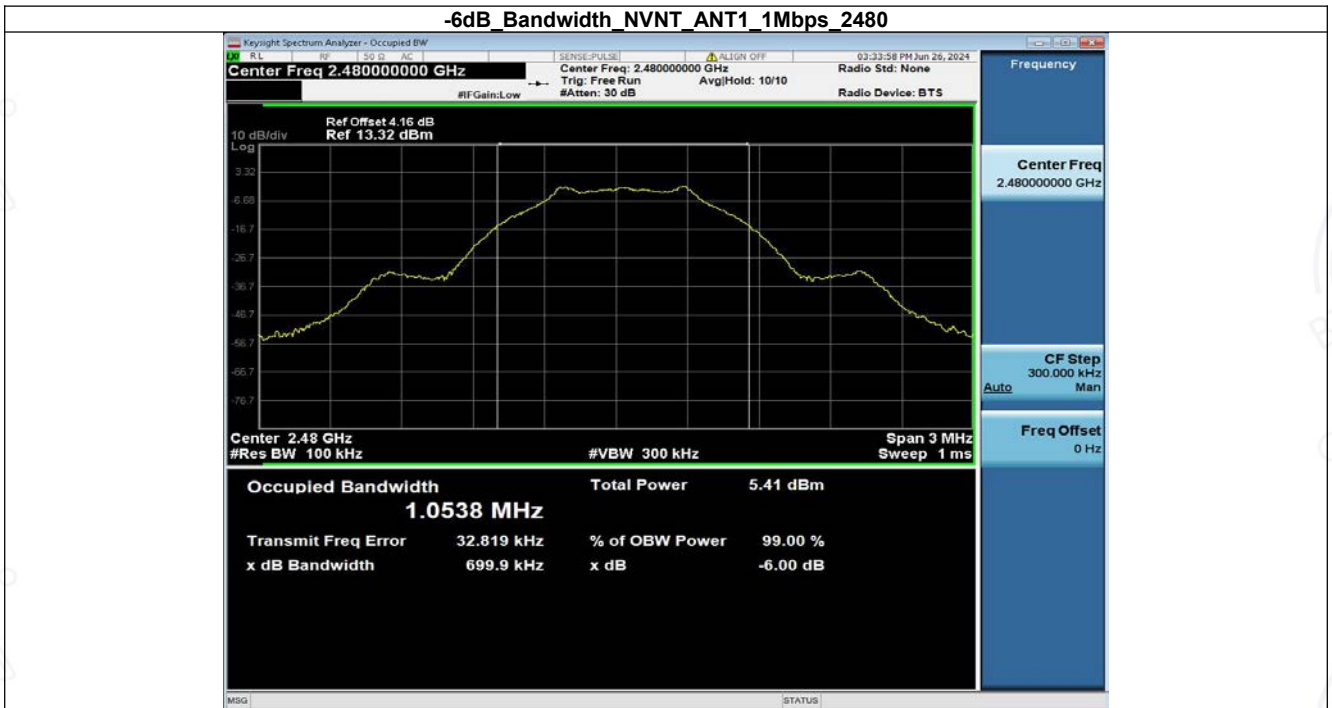 -6dB_Bandwidth_NVNT_ANT1_1Mbps_2480
Keysight Spectrum Analyzer - Occupied BW
RL RF 50 Ω AC SENSE:PULSE ALIGN OFF 03:33:58 PM Jun 26, 2024
Center Freq 2.480000000 GHz Center Freq: 2.480000000 GHz Radio Std: None Frequency
Trig: Free Run Avg|Hold: 10/10
#IFGain:Low #Atten: 30 dB Radio Device: BTS
Ref Offset 4.16 dB
10 dB/div Ref 13.32 dBm
Log
3.32
-6.68
-16.7
-26.7
-36.7
-46.7
-56.7
-66.7
-76.7
Center Freq
2.480000000 GHz
CF Step
300.000 kHz
Auto Man
Freq Offset
0 Hz
Center 2.48 GHz Span 3 MHz
#Res BW 100 kHz #VBW 300 kHz Sweep 1 ms
Occupied Bandwidth Total Power 5.41 dBm
1.0538 MHz
Transmit Freq Error 32.819 kHz % of OBW Power 99.00 %
x dB Bandwidth 699.9 kHz x dB -6.00 dB
MSG STATUS